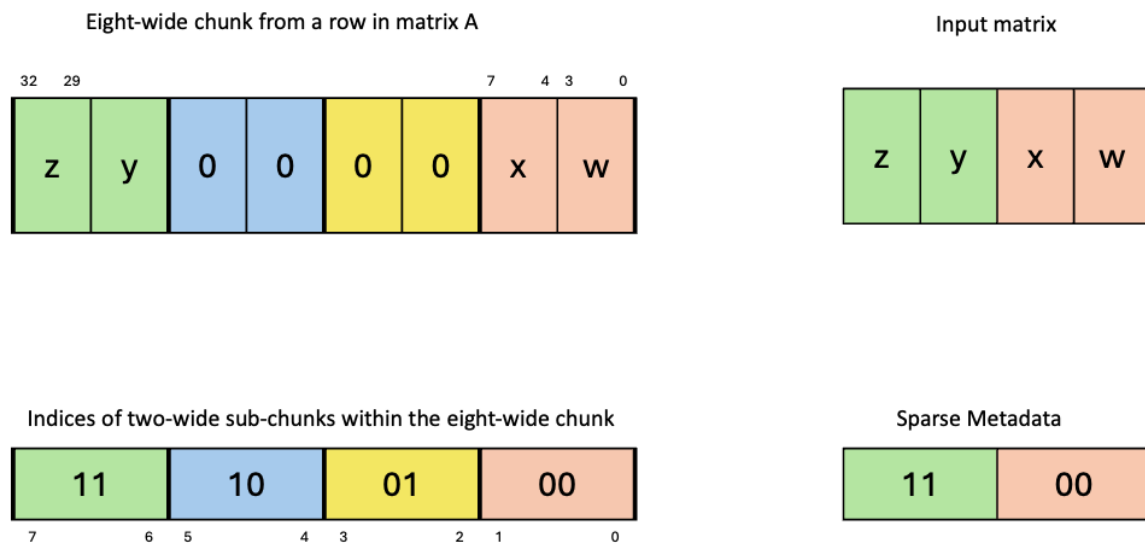 Eight-wide chunk from a row in matrix A
Input matrix
32 29 7 4 3 0
z y 0 0 0 0 x w
z y x w
Indices of two-wide sub-chunks within the eight-wide chunk
Sparse Metadata
11 10 01 00
11 00
7 6 5 4 3 2 1 0